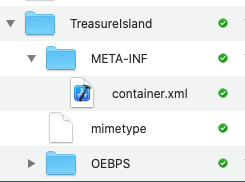 TreasureIsland
META-INF
container.xml
mimetype
OEBPS